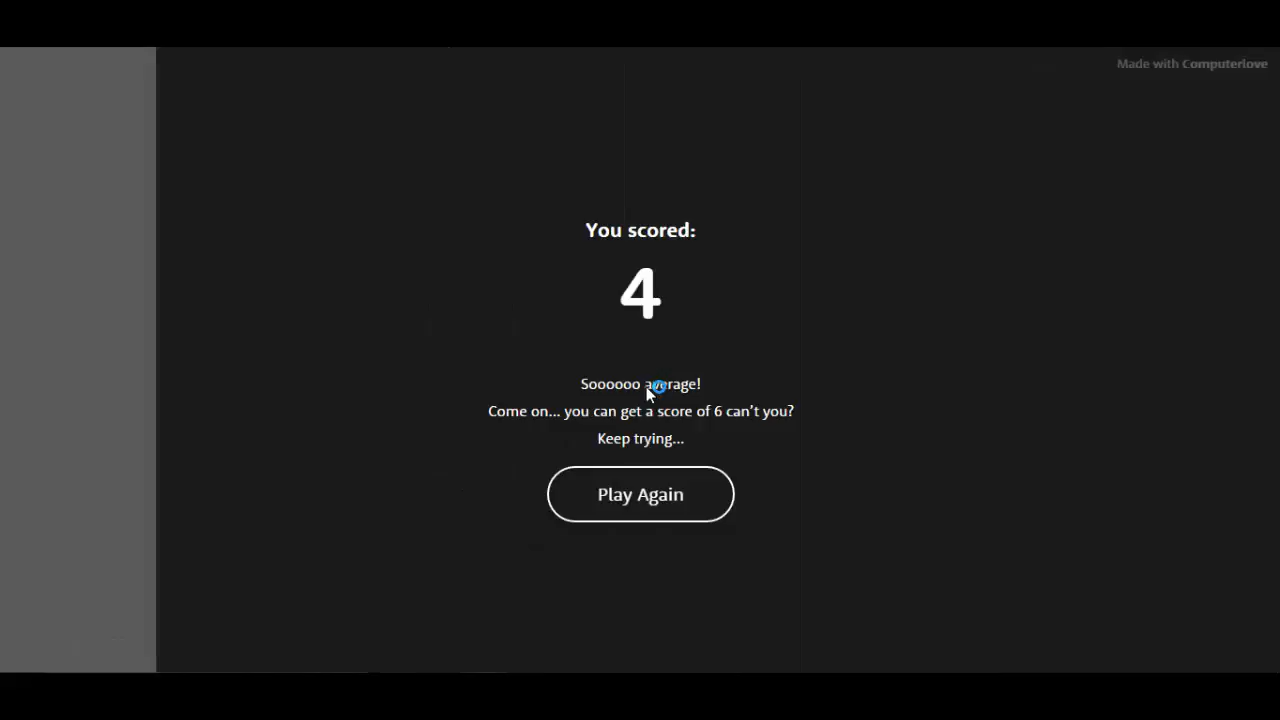 Made with Computerlove
You scored:
4
Soooooo average!
Come on... you can get a score of 6 can't you?
Keep trying...
Play Again